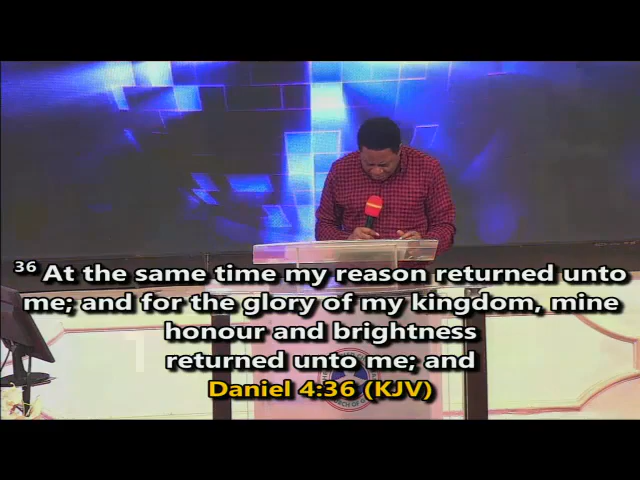 36 At the same time my reason returned unto
me; and for the glory of my kingdom, mine
honour and brightness
returned unto me; and
Daniel 4:36 (KJV)